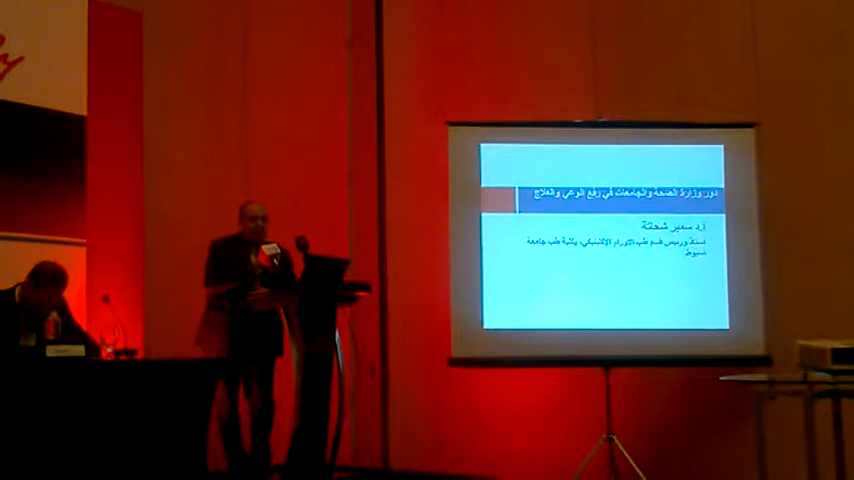 دور وزارة الصحة والجامعات في رفع الوعي والعلاج
أ.د سمير شحاتة
أستاذ ورئيس قسم طب الأورام الإكلينيكي، بكلية طب جامعة
أسيوط